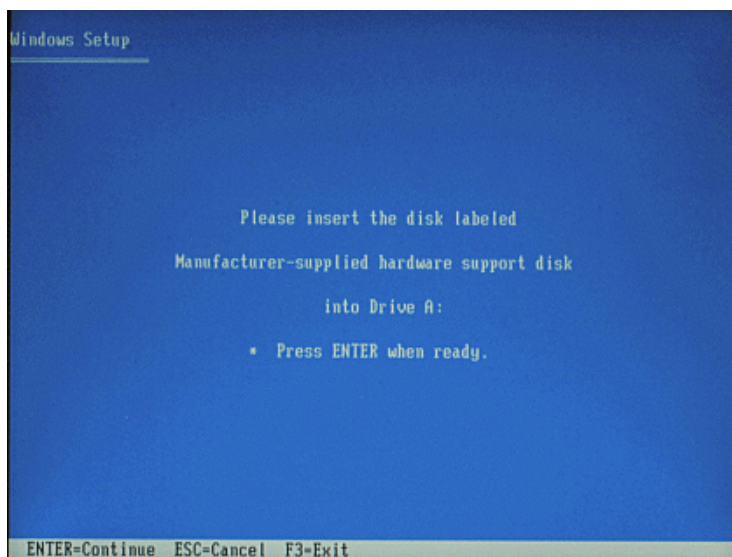 Windows Setup
Please insert the disk labeled
Manufacturer-supplied hardware support disk
into Drive A:
* Press ENTER when ready.
ENTER=Continue ESC=Cancel F3=Exit